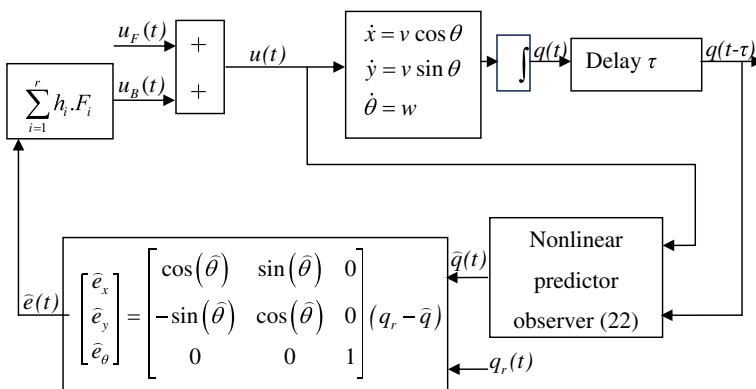 u_F(t)
+
u(t)
ẋ = v cos θ
ẏ = v sin θ
θ̇ = w
∫
q(t)
Delay τ
q(t-τ)
∑_{i=1}^{r} h_i.F_i
u_B(t)
+
Nonlinear
predictor
observer (22)
q̂(t)
ê(t)
[ê_x ê_y ê_θ] = [cos(θ̂) sin(θ̂) 0; −sin(θ̂) cos(θ̂) 0; 0 0 1] (q_r − q̂)
q_r(t)